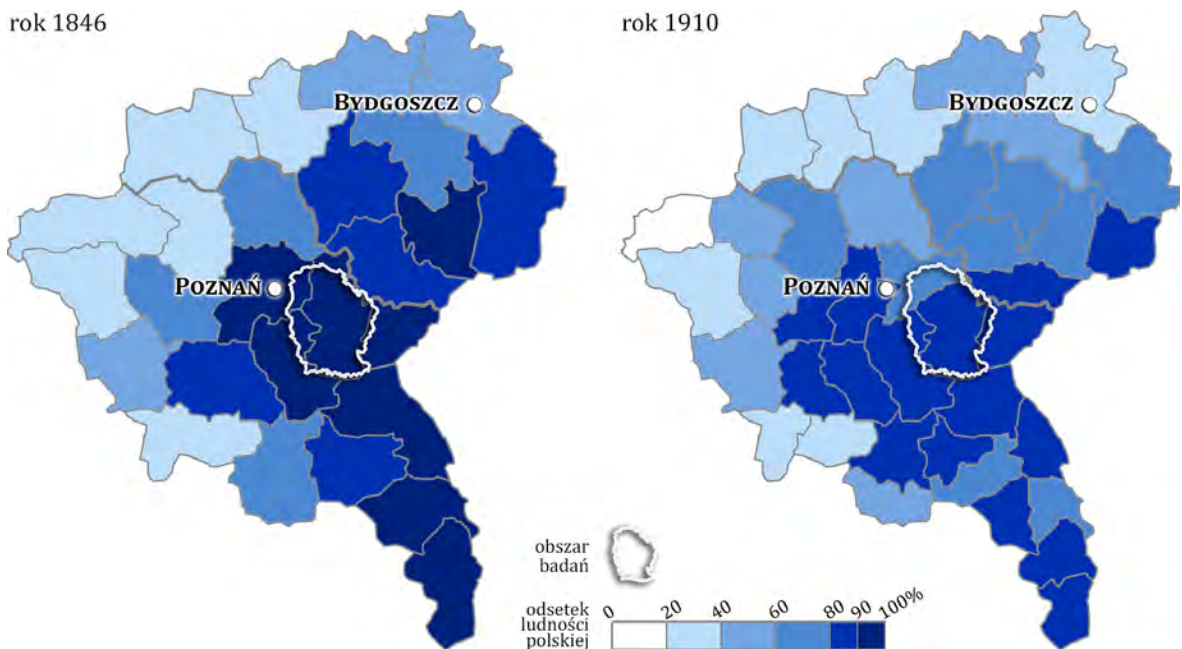 rok 1846
rok 1910
BYDGOSZCZ
BYDGOSZCZ
POZNAŃ
POZNAŃ
obszar
badań
odsetek
ludności
polskiej
0 20 40 60 80 90 100%